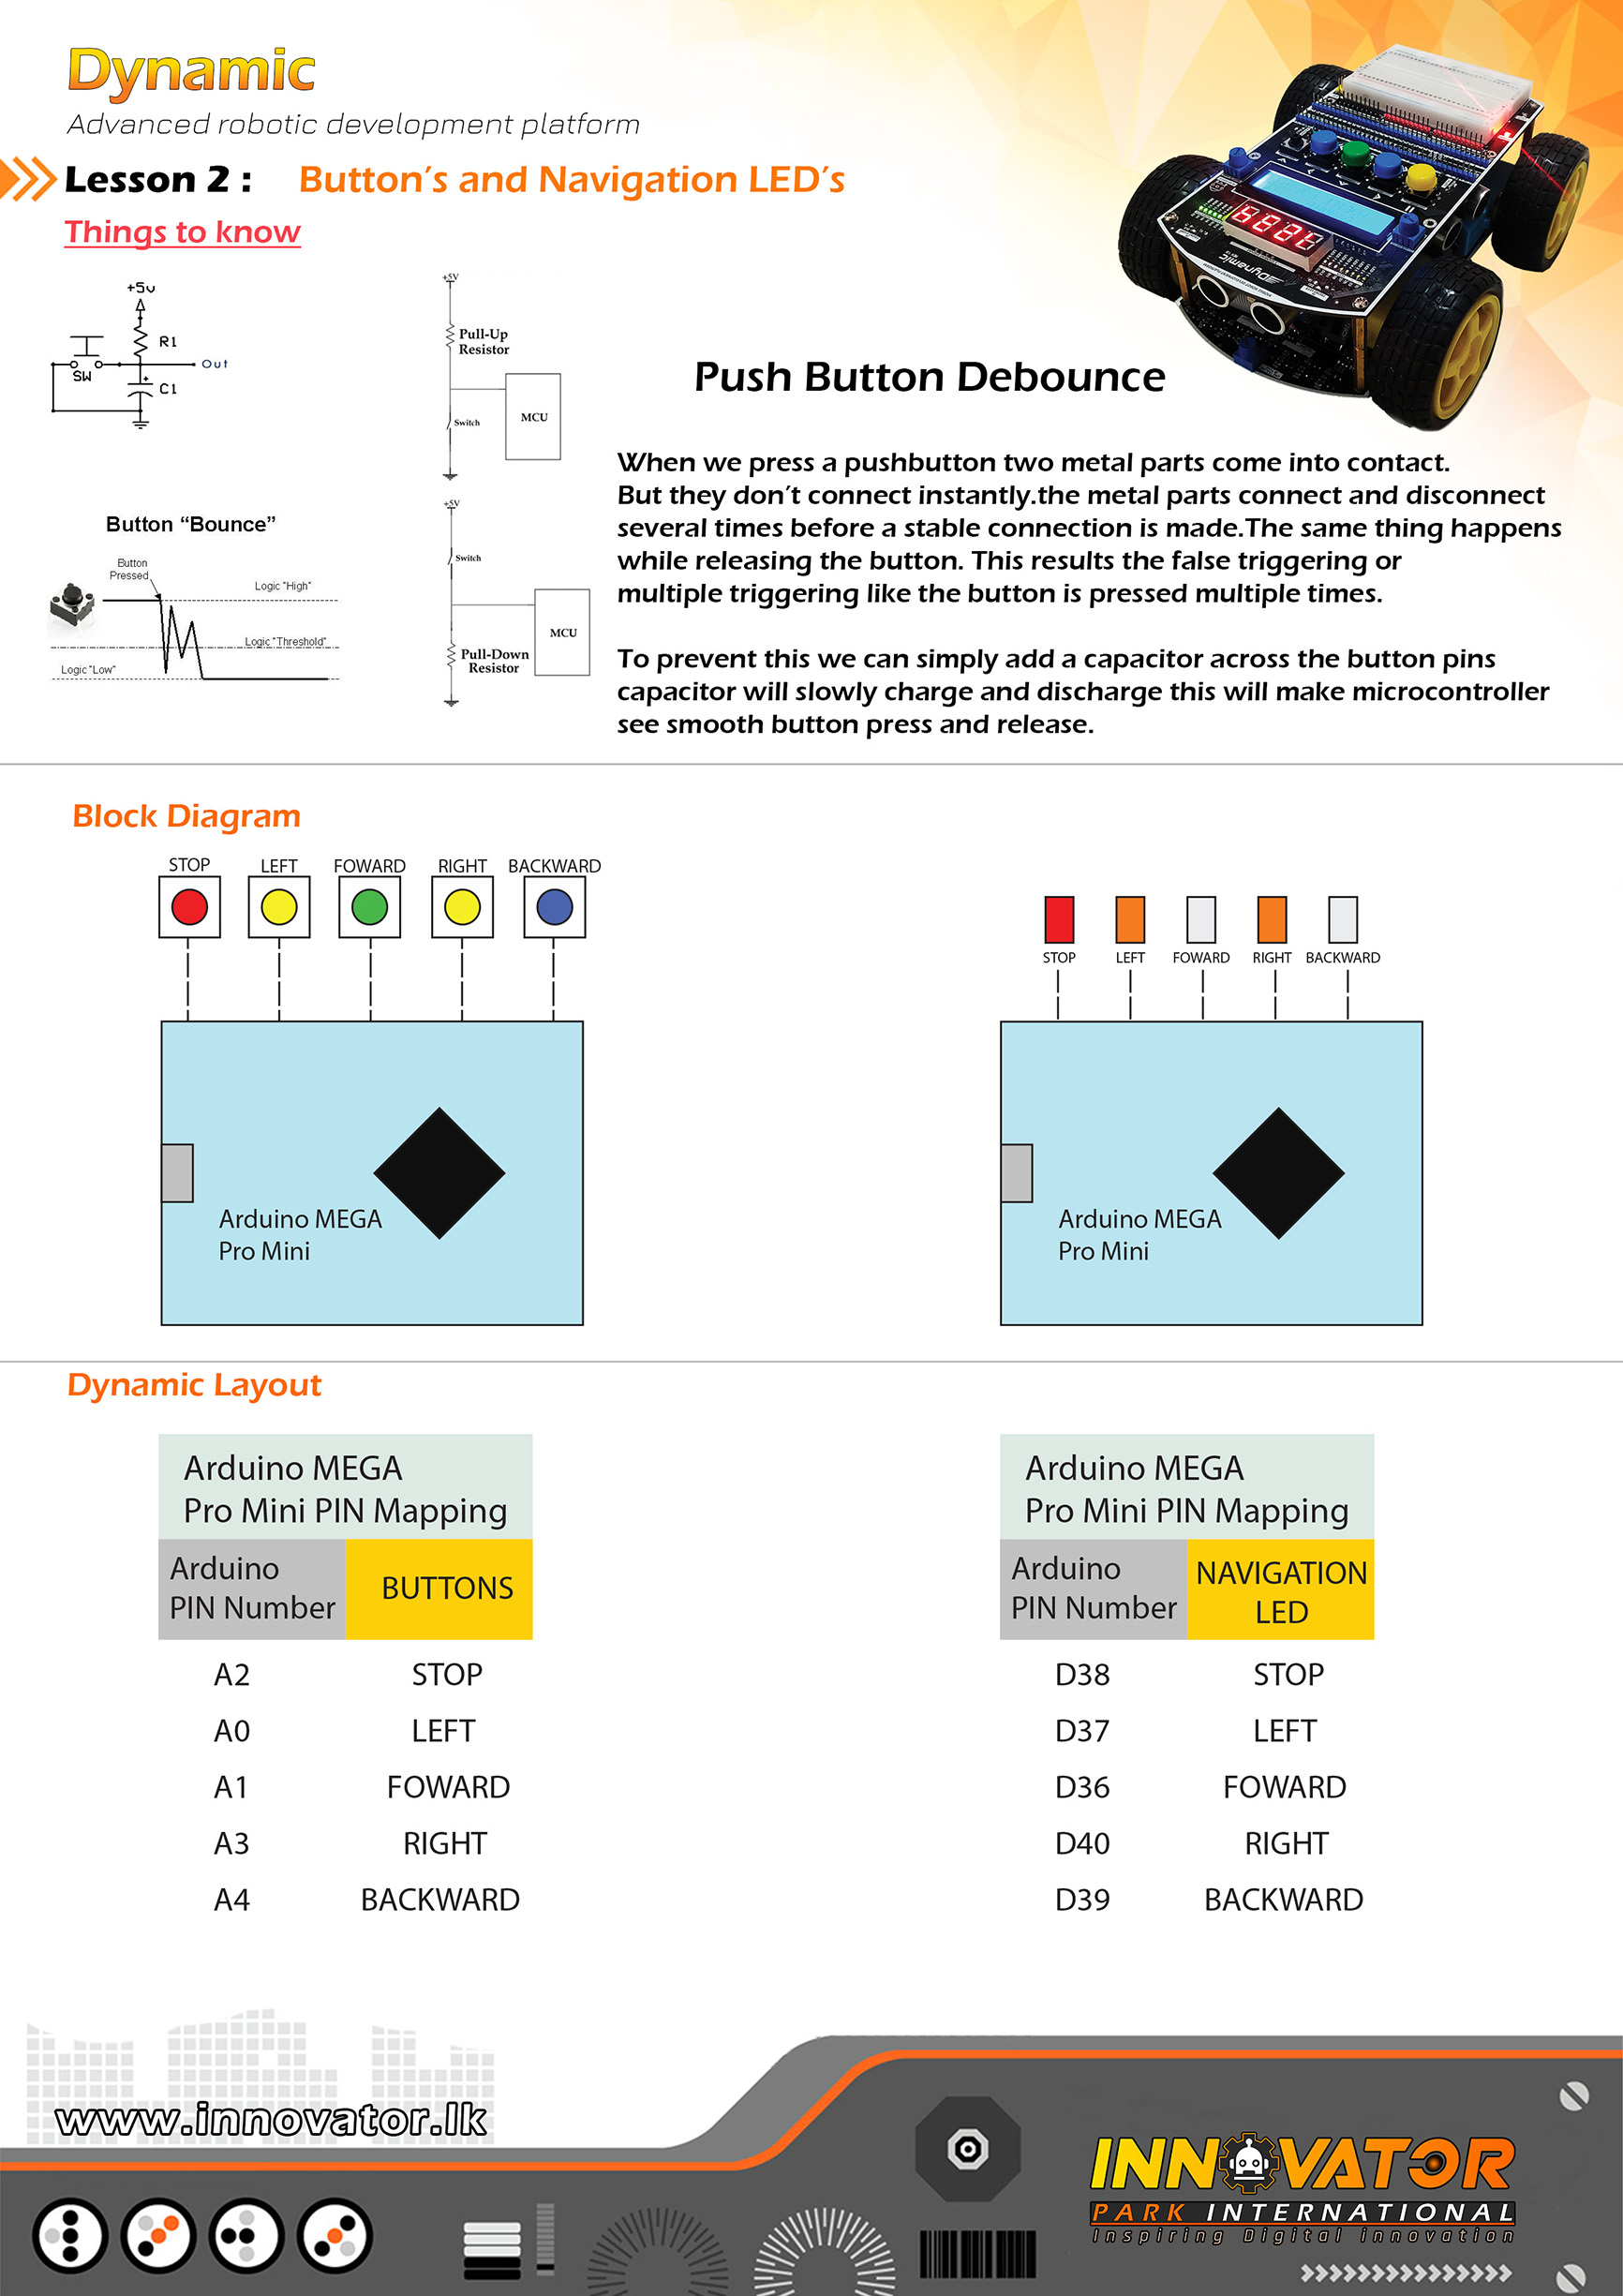 Dynamic
Advanced robotic development platform
Lesson 2 : Button's and Navigation LED's
Things to know
+5v
R1
SW
Out
+
C1
+5V
Pull-Up
Resistor
MCU
Switch
Push Button Debounce
When we press a pushbutton two metal parts come into contact.
But they don't connect instantly.the metal parts connect and disconnect
several times before a stable connection is made.The same thing happens
while releasing the button. This results the false triggering or
multiple triggering like the button is pressed multiple times.
To prevent this we can simply add a capacitor across the button pins
capacitor will slowly charge and discharge this will make microcontroller
see smooth button press and release.
Button “Bounce”
Button
Pressed
Logic "High"
Logic "Threshold"
Logic "Low"
+5V
Switch
MCU
Pull-Down
Resistor
Block Diagram
STOP LEFT FOWARD RIGHT BACKWARD
Arduino MEGA
Pro Mini
STOP LEFT FOWARD RIGHT BACKWARD
Arduino MEGA
Pro Mini
Dynamic Layout
Arduino MEGA
Pro Mini PIN Mapping
Arduino
PIN Number
BUTTONS
A2 STOP
A0 LEFT
A1 FOWARD
A3 RIGHT
A4 BACKWARD
Arduino MEGA
Pro Mini PIN Mapping
Arduino
PIN Number
NAVIGATION
LED
D38 STOP
D37 LEFT
D36 FOWARD
D40 RIGHT
D39 BACKWARD
www.innovator.lk
INNOVATOR
PARK INTERNATIONAL
Inspiring Digital innovation